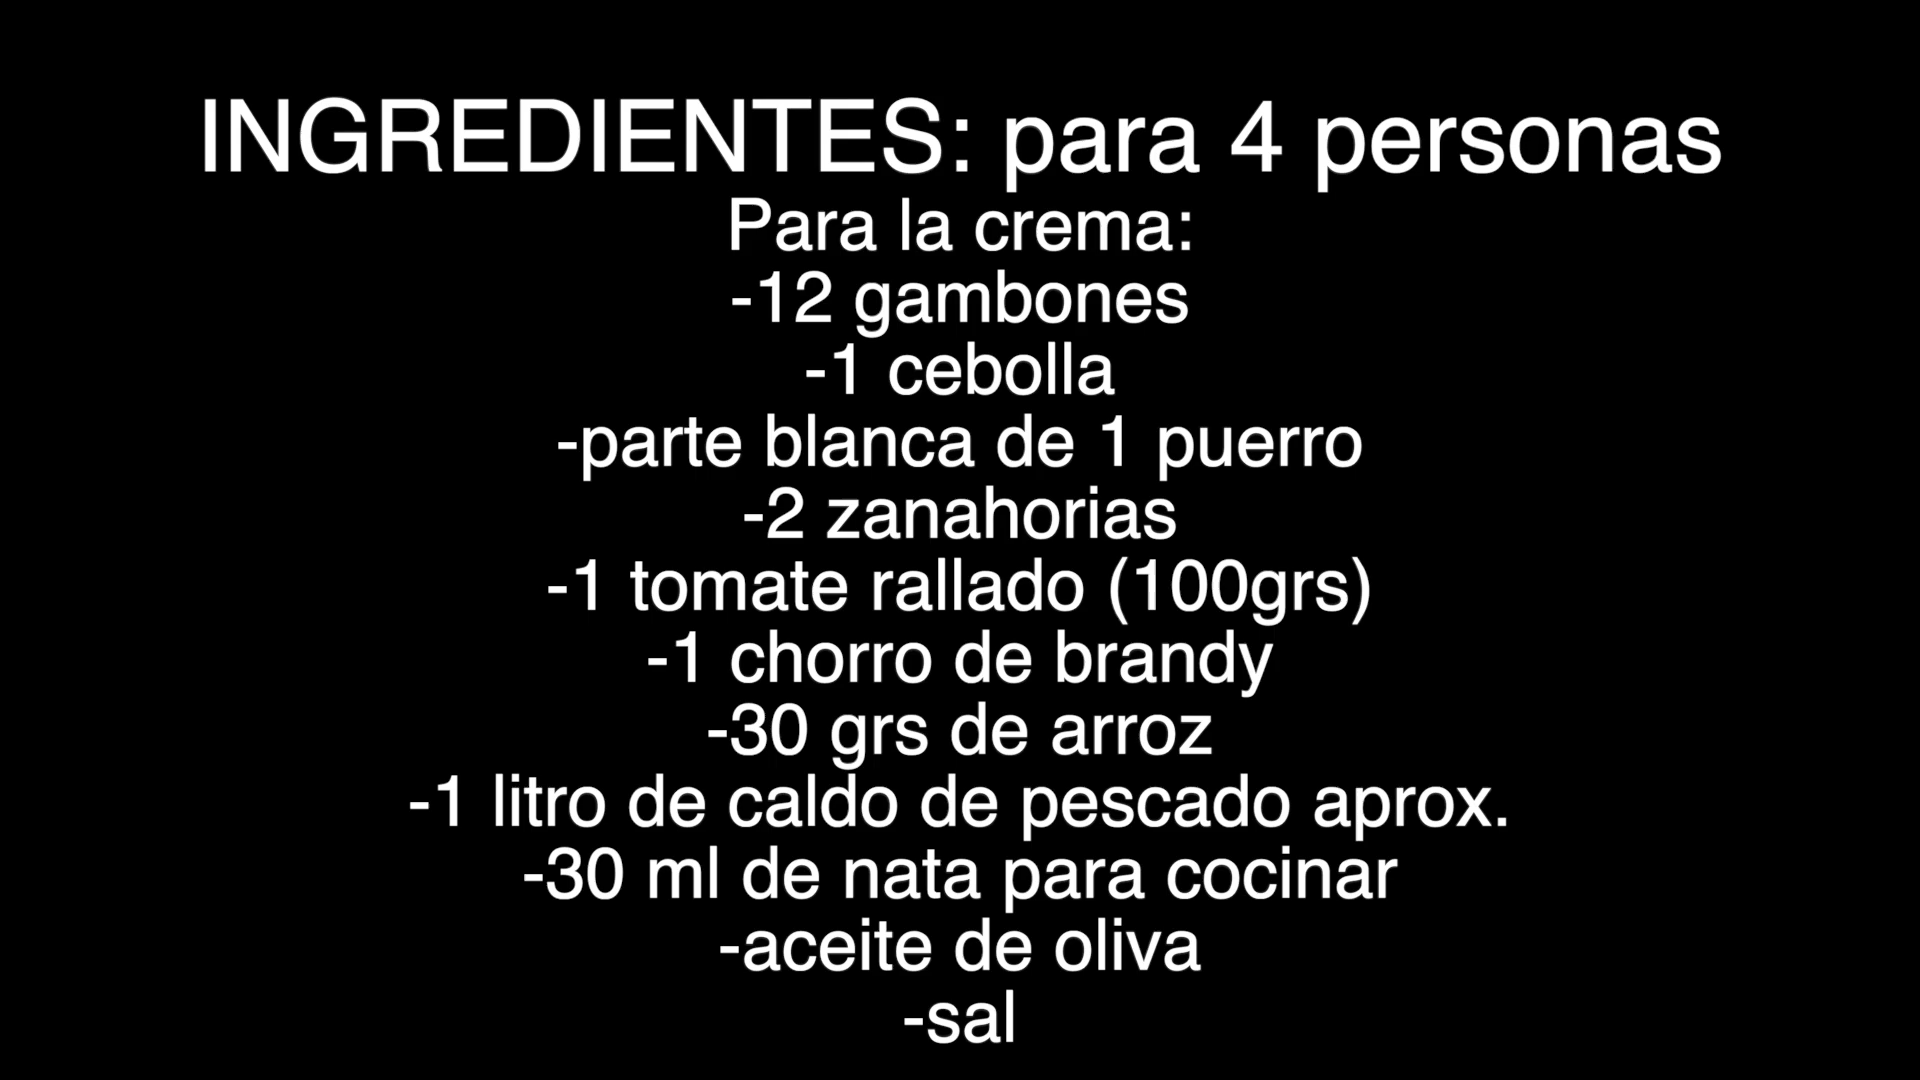 INGREDIENTES: para 4 personas
Para la crema:
-12 gambones
-1 cebolla
-parte blanca de 1 puerro
-2 zanahorias
-1 tomate rallado (100grs)
-1 chorro de brandy
-30 grs de arroz
-1 litro de caldo de pescado aprox.
-30 ml de nata para cocinar
-aceite de oliva
-sal